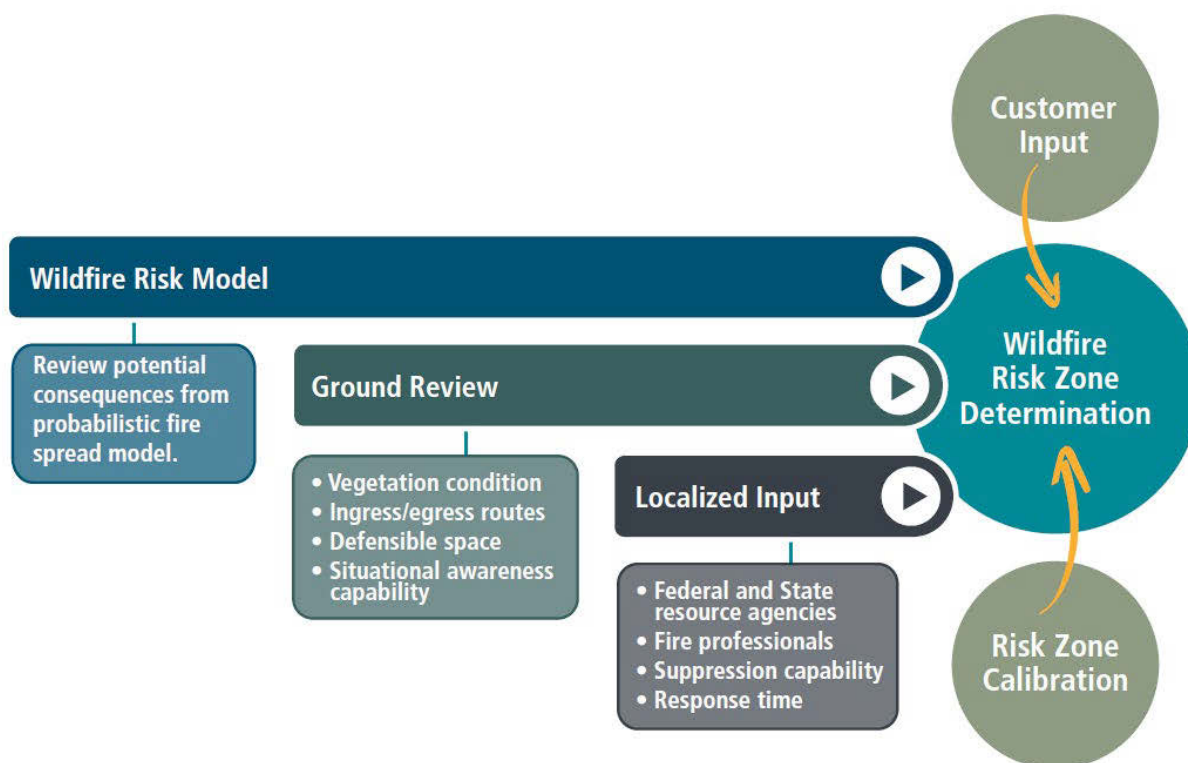 Customer
Input
Wildfire Risk Model
Review potential
consequences from
probabilistic fire
spread model.
Ground Review
• Vegetation condition
• Ingress/egress routes
• Defensible space
• Situational awareness
capability
Localized Input
• Federal and State
resource agencies
• Fire professionals
• Suppression capability
• Response time
Wildfire
Risk Zone
Determination
Risk Zone
Calibration